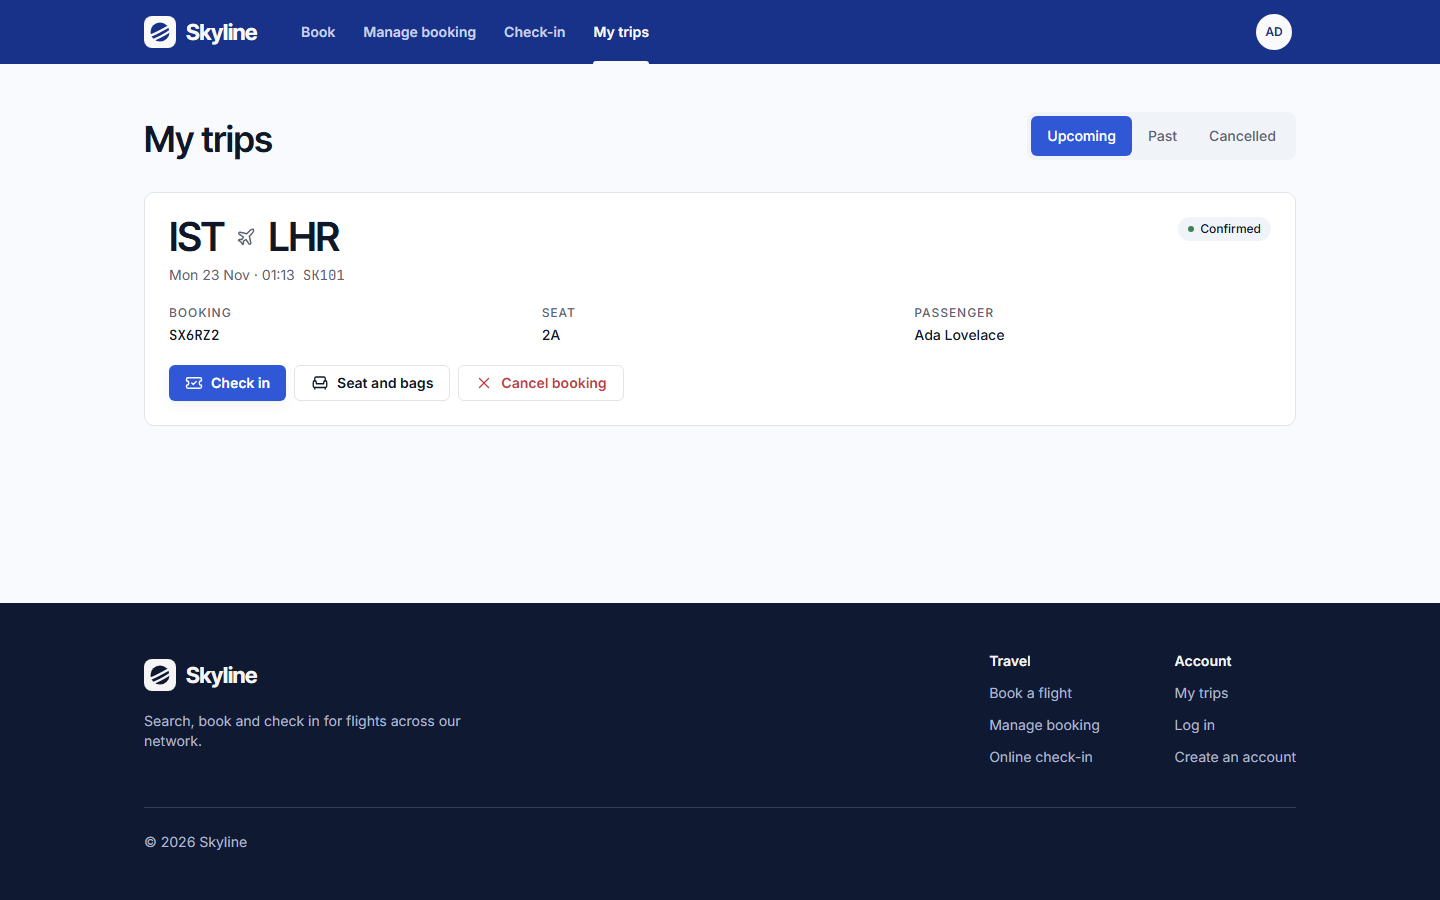 Skyline
Book
Manage booking
Check-in
My trips
AD
My trips
Upcoming
Past
Cancelled
IST LHR
Confirmed
Mon 23 Nov · 01:13 SK101
BOOKING
SX6RZ2
SEAT
2A
PASSENGER
Ada Lovelace
Check in
Seat and bags
Cancel booking
Skyline
Search, book and check in for flights across our
network.
Travel
Book a flight
Manage booking
Online check-in
Account
My trips
Log in
Create an account
© 2026 Skyline